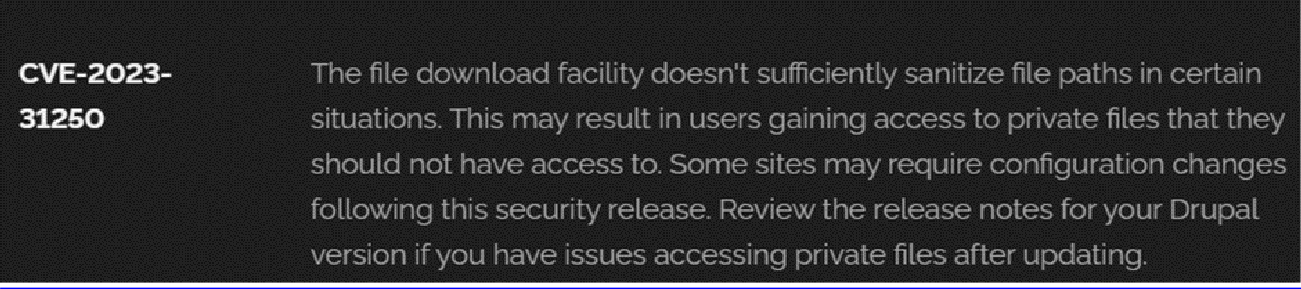 CVE-2023-
31250
The file download facility doesn't sufficiently sanitize file paths in certain
situations. This may result in users gaining access to private files that they
should not have access to. Some sites may require configuration changes
following this security release. Review the release notes for your Drupal
version if you have issues accessing private files after updating.